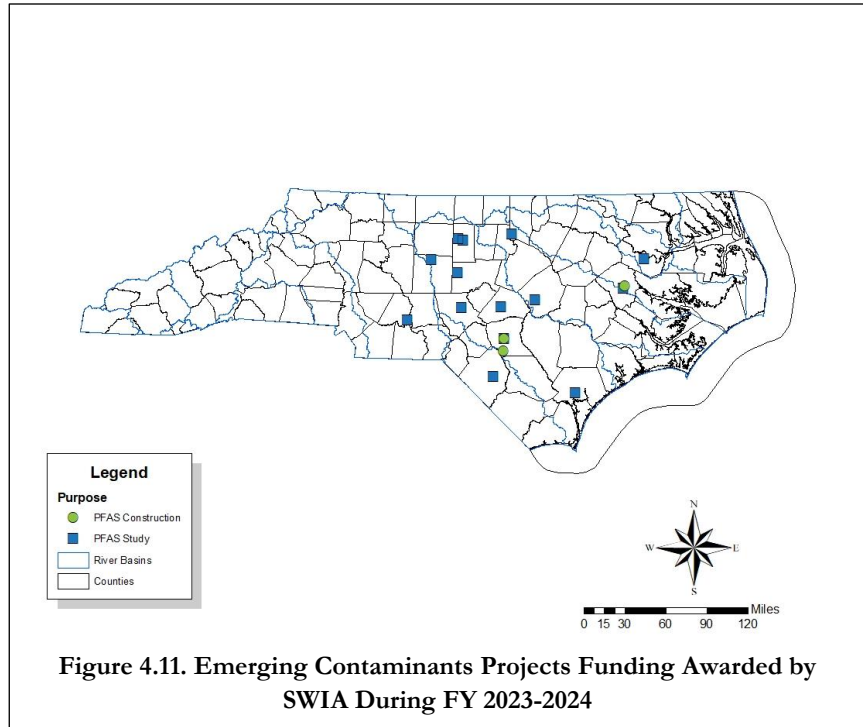 Legend
Purpose
PFAS Construction
PFAS Study
River Basins
Counties
N
W
E
S
Miles
0 15 30 60 90 120
Figure 4.11. Emerging Contaminants Projects Funding Awarded by
SWIA During FY 2023-2024